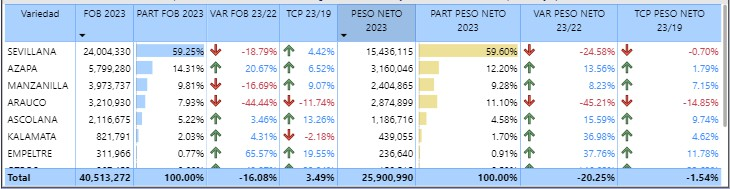 Variedad FOB 2023 PART FOB 2023 VAR FOB 23/22 TCP 23/19 PESO NETO 2023 PART PESO NETO 2023 VAR PESO NETO 23/22 TCP PESO NETO 23/19
SEVILLANA 24,004,330 59.25% -18.79% 4.42% 15,436,115 59.60% -24.58% -0.70%
AZAPA 5,799,280 14.31% 20.67% 6.52% 3,160,046 12.20% 13.56% 1.79%
MANZANILLA 3,973,737 9.81% -16.69% 9.07% 2,404,865 9.28% 8.23% 7.15%
ARAUCO 3,210,930 7.93% -44.44% -11.74% 2,874,899 11.10% -45.21% -14.85%
ASCOLANA 2,116,675 5.22% 3.46% 13.26% 1,186,716 4.58% 15.59% 9.74%
KALAMATA 821,791 2.03% 4.31% -2.18% 439,055 1.70% 36.98% 4.62%
EMPELTRE 311,966 0.77% 65.57% 19.55% 236,640 0.91% 37.76% 11.78%
Total 40,513,272 100.00% -16.08% 3.49% 25,900,990 100.00% -20.25% -1.54%